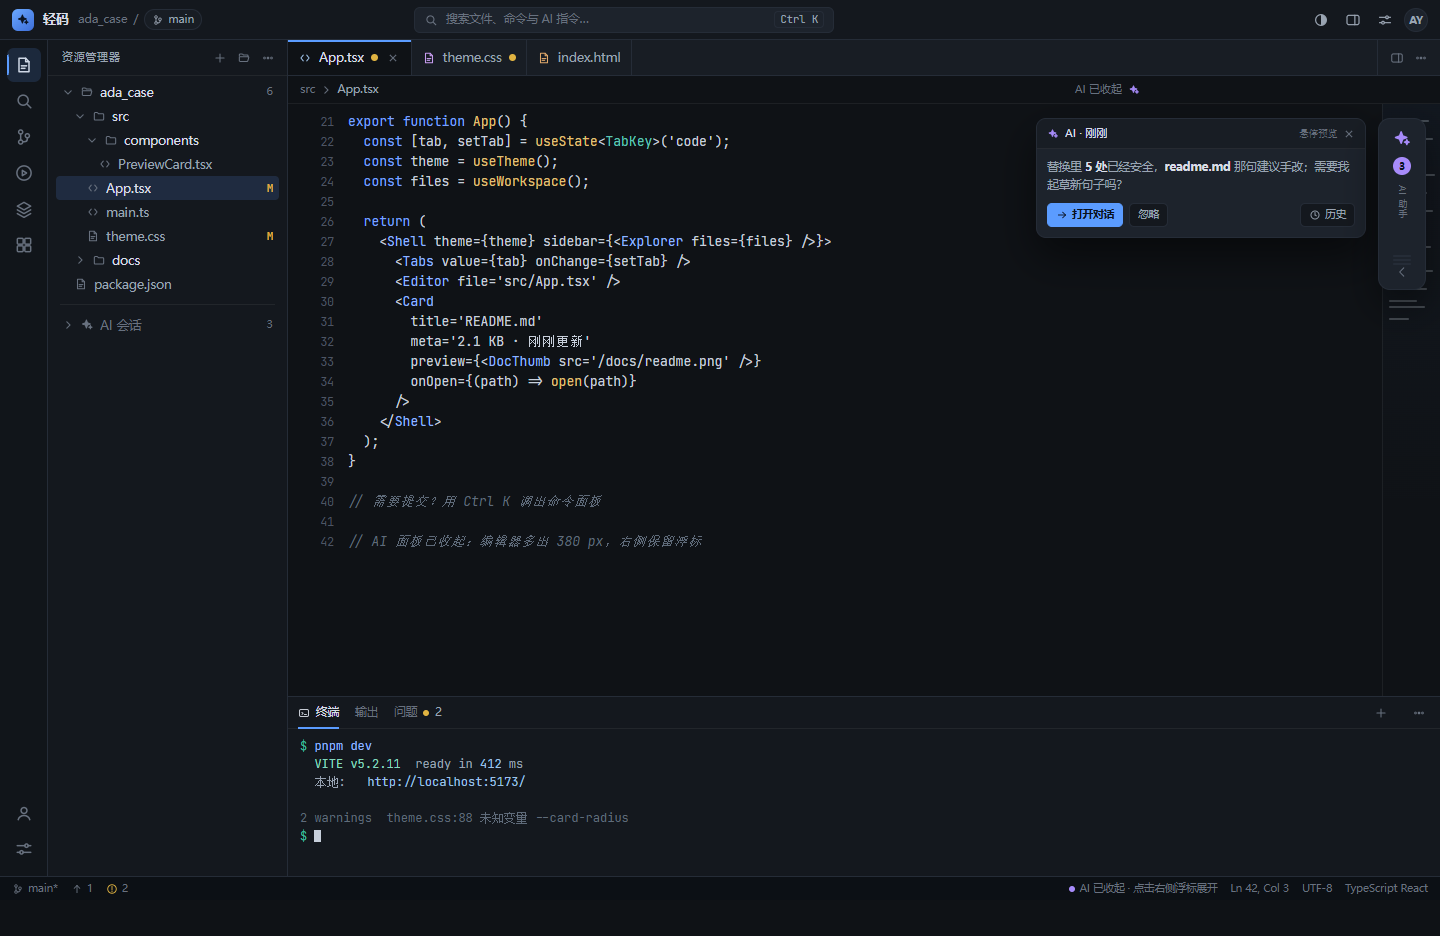 轻码 ada_case / main
搜索文件、命令与 AI 指令... Ctrl K
AY
资源管理器
ada_case 6
src
components
PreviewCard.tsx
App.tsx M
main.ts
theme.css M
docs
package.json
AI 会话 3
App.tsx
theme.css
index.html
src > App.tsx
AI 已收起
21 export function App() {
22 const [tab, setTab] = useState<TabKey>('code');
23 const theme = useTheme();
24 const files = useWorkspace();
25
26 return (
27 <Shell theme={theme} sidebar={<Explorer files={files} />}>
28 <Tabs value={tab} onChange={setTab} />
29 <Editor file='src/App.tsx' />
30 <Card
31 title='README.md'
32 meta='2.1 KB · 刚刚更新'
33 preview={<DocThumb src='/docs/readme.png' />}
34 onOpen={(path) => open(path)}
35 />
36 </Shell>
37 );
38 }
39
40 // 需要提交？用 Ctrl K 调出命令面板
41
42 // AI 面板已收起；编辑器多出 380 px，右侧保留浮标
AI · 刚刚 悬停预览
替换里 5 处已经安全，readme.md 那句建议手改；需要我
起草新句子吗？
打开对话 忽略 历史
3
AI 助手
终端 输出 问题 2
$ pnpm dev
VITE v5.2.11 ready in 412 ms
本地: http://localhost:5173/
2 warnings theme.css:88 未知变量 --card-radius
$
main* 1 2
AI 已收起 · 点击右侧浮标展开 Ln 42, Col 3 UTF-8 TypeScript React